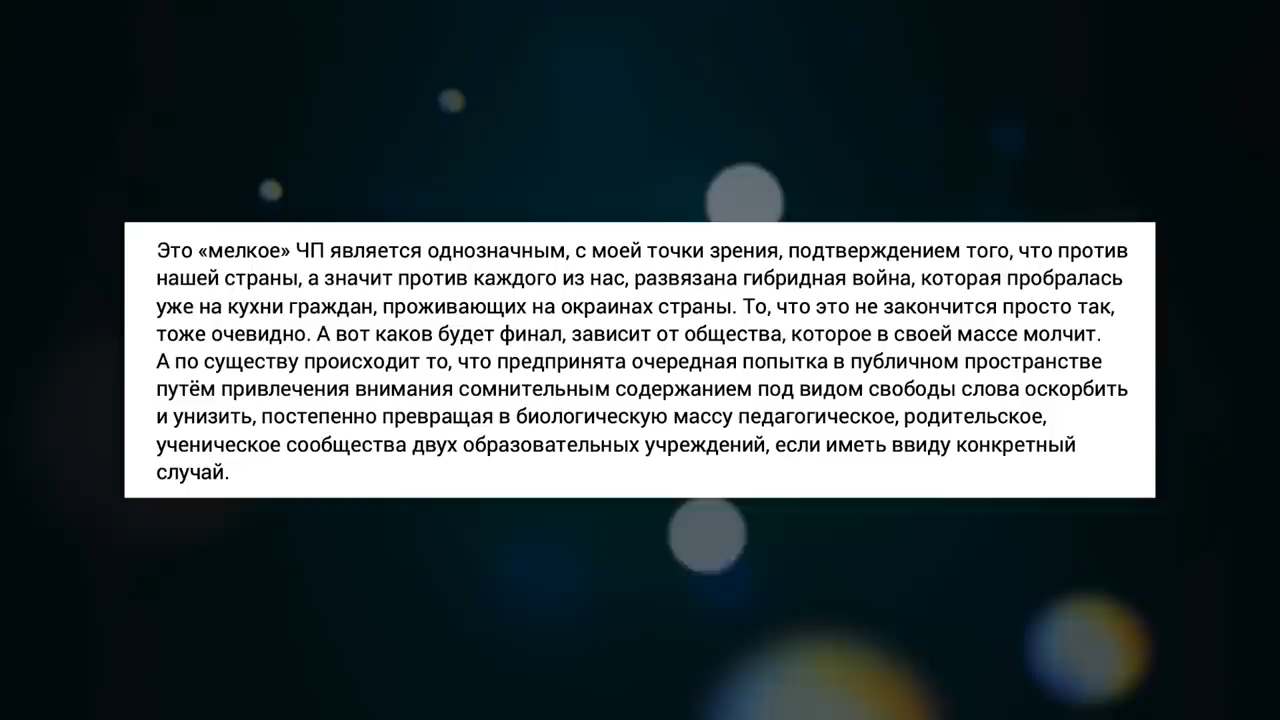 Это «мелкое» ЧП является однозначным, с моей точки зрения, подтверждением того, что против
нашей страны, а значит против каждого из нас, развязана гибридная война, которая пробралась
уже на кухни граждан, проживающих на окраинах страны. То, что это не закончится просто так,
тоже очевидно. А вот каков будет финал, зависит от общества, которое в своей массе молчит.
А по существу происходит то, что предпринята очередная попытка в публичном пространстве
путём привлечения внимания сомнительным содержанием под видом свободы слова оскорбить
и унизить, постепенно превращая в биологическую массу педагогическое, родительское,
ученическое сообщества двух образовательных учреждений, если иметь ввиду конкретный
случай.